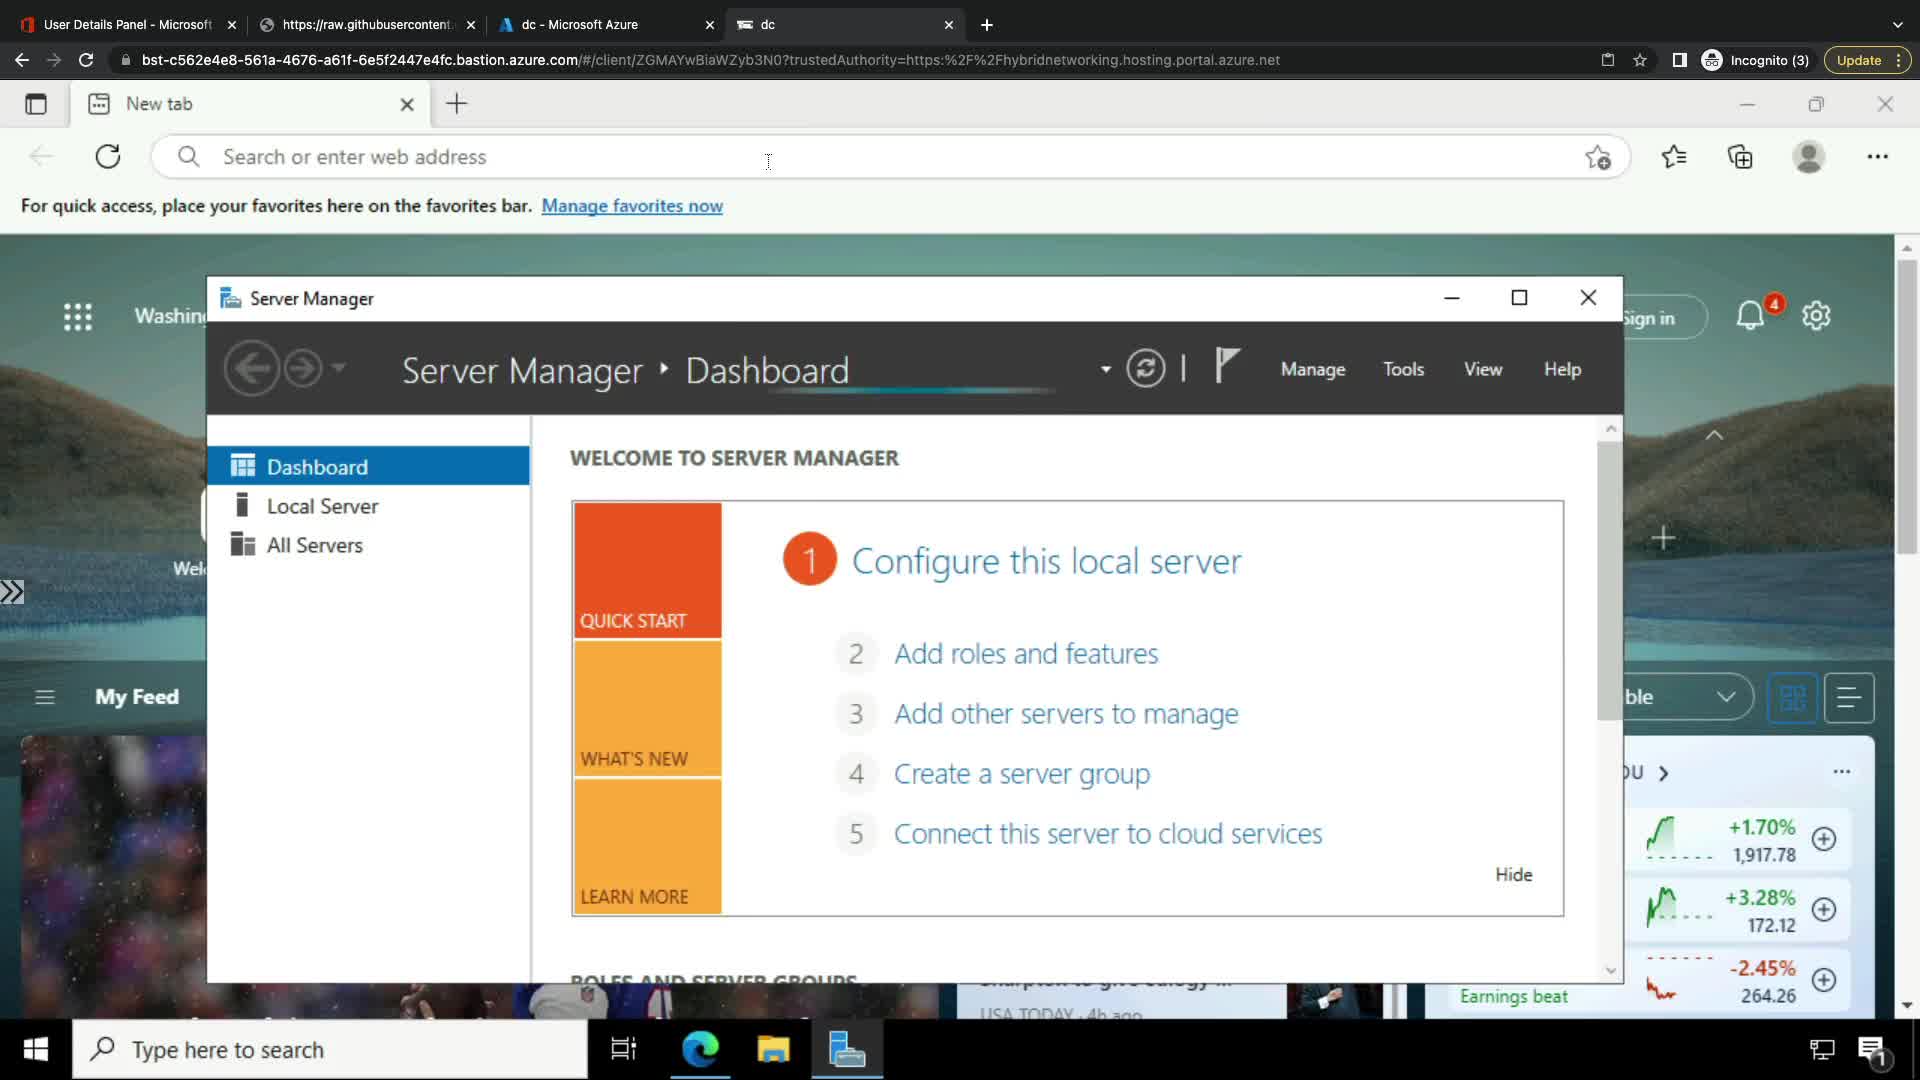 User Details Panel - Microsoft
https://raw.githubusercontent.
dc - Microsoft Azure
dc
bst-c562e4e8-561a-4676-a61f-6e5f2447e4fc.bastion.azure.com/#/client/ZGMAYwBiaWZyb3N0?trustedAuthority=https:%2F%2Fhybridnetworking.hosting.portal.azure.net
Incognito (3)
Update
New tab
Search or enter web address
For quick access, place your favorites here on the favorites bar. Manage favorites now
Server Manager
Washing
Sign in
4
Server Manager
Dashboard
Manage
Tools
View
Help
Dashboard
Local Server
All Servers
WELCOME TO SERVER MANAGER
QUICK START
WHAT'S NEW
LEARN MORE
1 Configure this local server
2 Add roles and features
3 Add other servers to manage
4 Create a server group
5 Connect this server to cloud services
Hide
ROLES AND SERVER GROUPS
Welc
My Feed
ble
OU
+1.70%
1,917.78
+3.28%
172.12
-2.45%
264.26
Earnings beat
USA TODAY · 4h ago
Type here to search
1